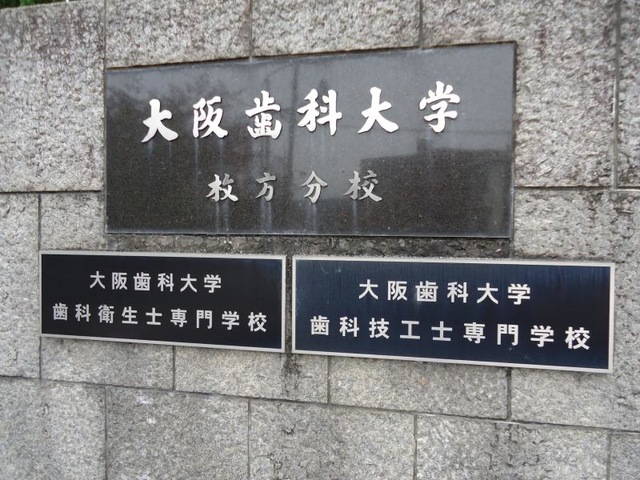 大阪歯科大学
枚方分校
大阪歯科大学
歯科衛生士専門学校
大阪歯科大学
歯科技工士専門学校